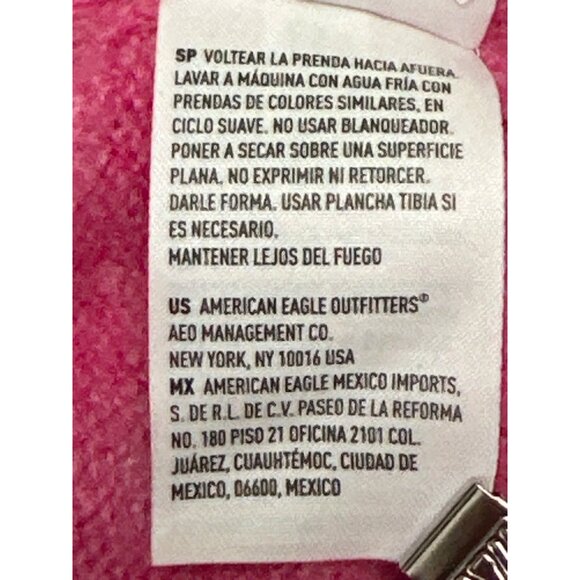 SP VOLTEAR LA PRENDA HACIA AFUERA.
LAVAR A MÁQUINA CON AGUA FRÍA CON
PRENDAS DE COLORES SIMILARES, EN
CICLO SUAVE. NO USAR BLANQUEADOR.
PONER A SECAR SOBRE UNA SUPERFICIE
PLANA. NO EXPRIMIR NI RETORCER.
DARLE FORMA. USAR PLANCHA TIBIA SI
ES NECESARIO.
MANTENER LEJOS DEL FUEGO
US AMERICAN EAGLE OUTFITTERS®
AEO MANAGEMENT CO.
NEW YORK, NY 10016 USA
MX AMERICAN EAGLE MEXICO IMPORTS,
S. DE R.L. DE C.V. PASEO DE LA REFORMA
NO. 180 PISO 21 OFICINA 2101 COL.
JUÁREZ, CUAUHTÉMOC, CIUDAD DE
MEXICO, 06600, MEXICO